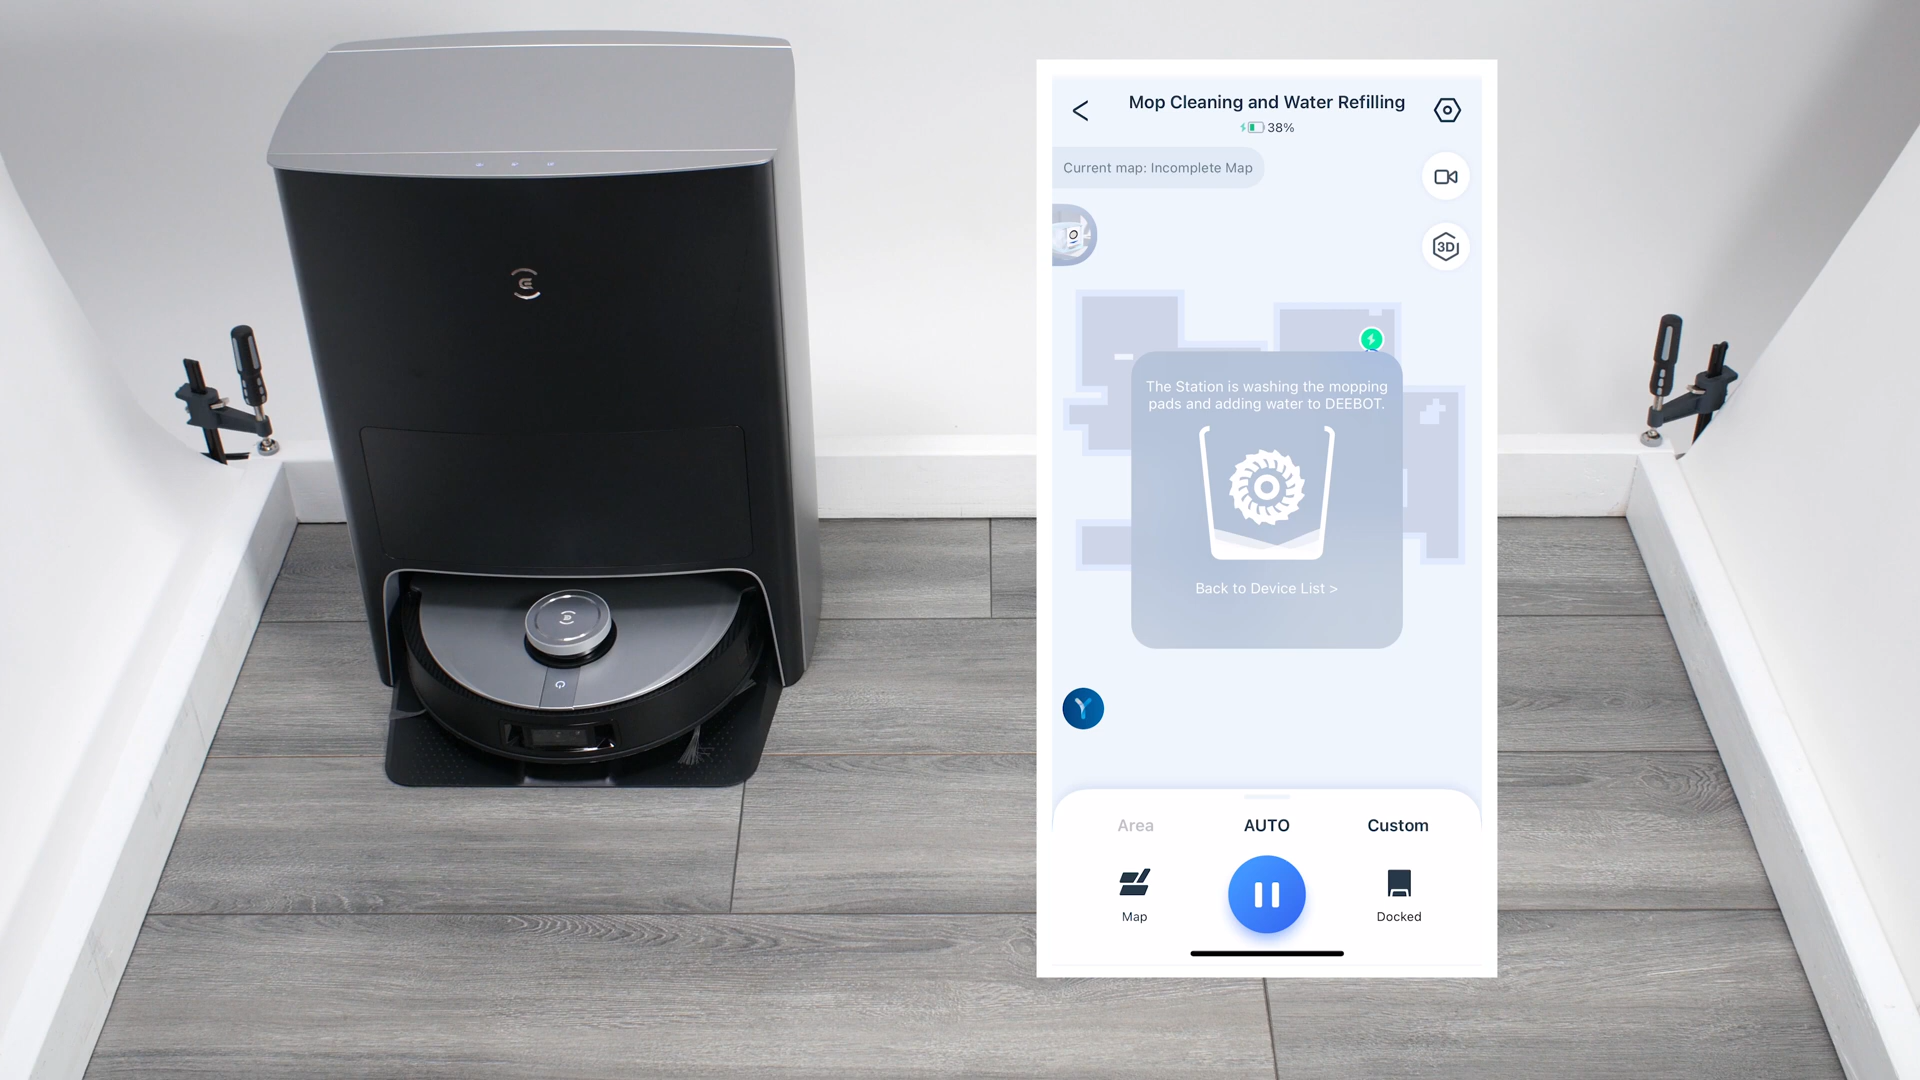 Mop Cleaning and Water Refilling
38%
Current map: Incomplete Map
3D
The Station is washing the mopping
pads and adding water to DEEBOT.
Back to Device List >
Area
AUTO
Custom
Map
Docked